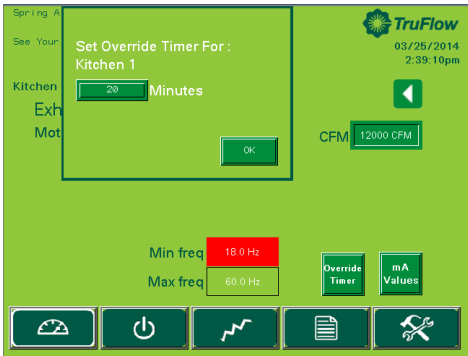 Spring A
TruFlow
See Your
Set Override Timer For :
Kitchen 1
03/25/2014
2:39:10pm
Kitchen
20 Minutes
Exh
Mot
OK
CFM 12000 CFM
Min freq 18.0 Hz
Max freq 60.0 Hz
Override
Timer
mA
Values